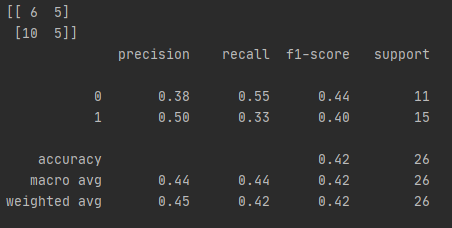 [[ 6  5]
 [10  5]]
              precision    recall  f1-score   support

           0       0.38      0.55      0.44        11
           1       0.50      0.33      0.40        15

    accuracy                           0.42        26
   macro avg       0.44      0.44      0.42        26
weighted avg       0.45      0.42      0.42        26